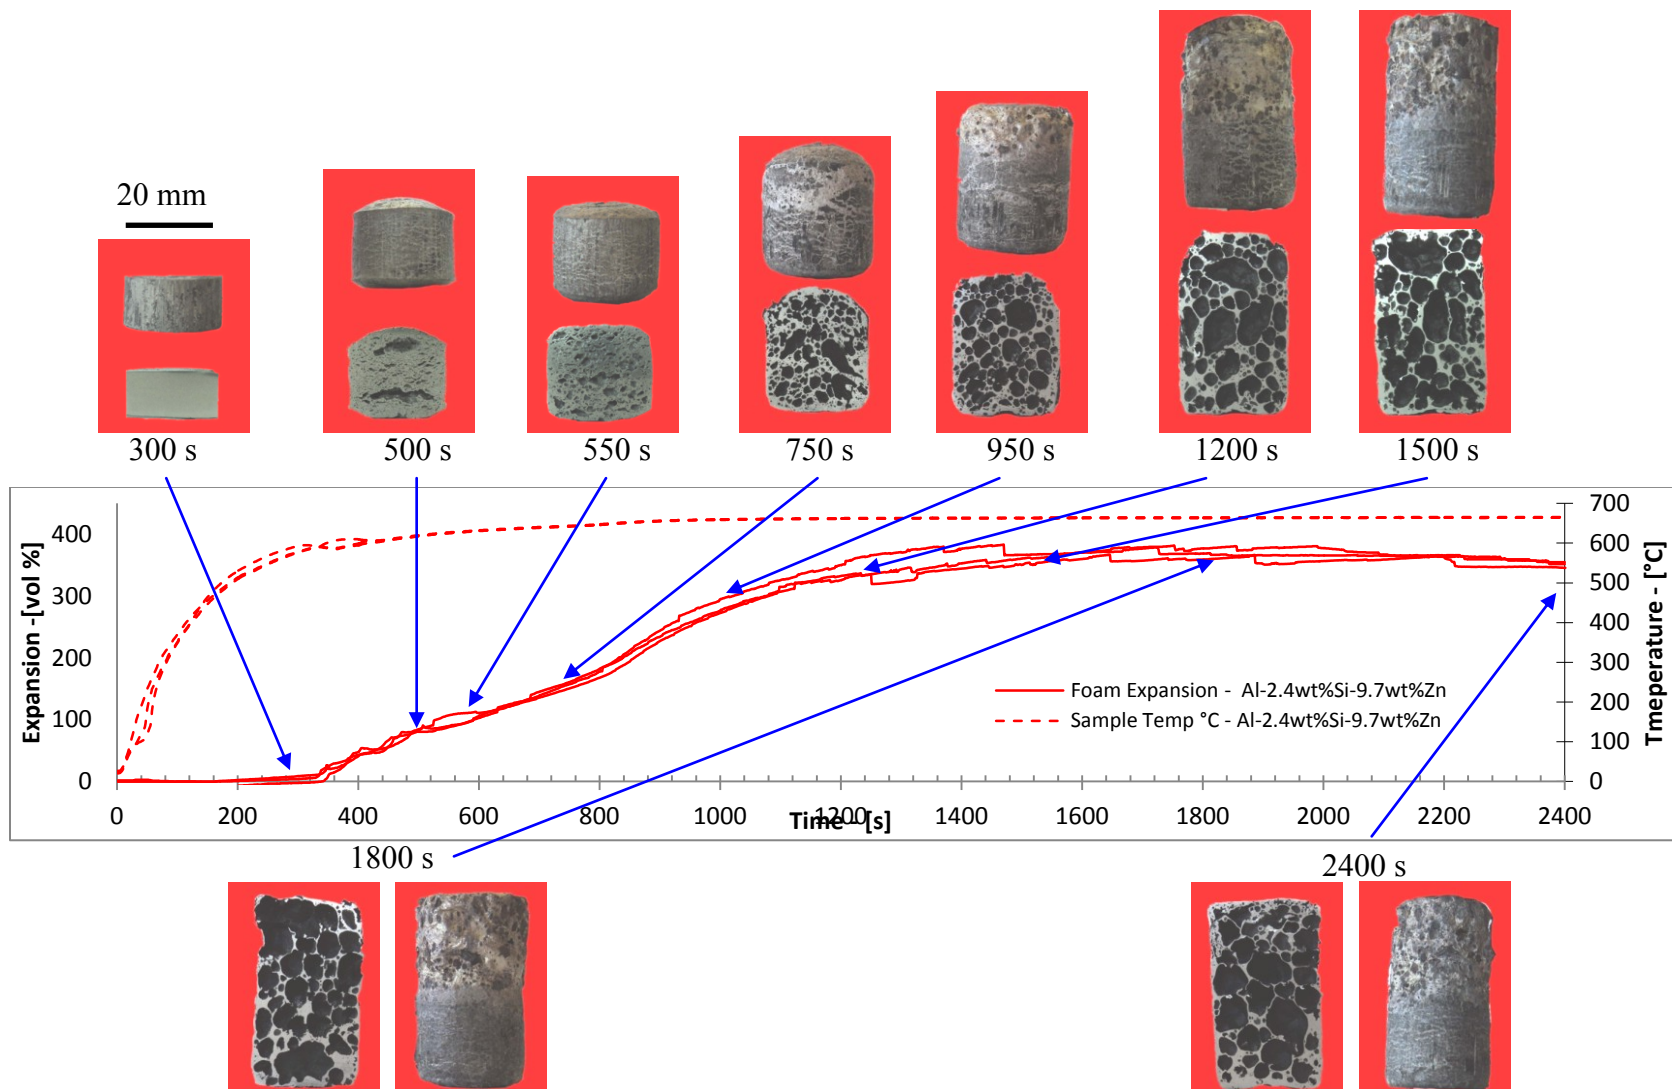 20 mm
300 s
500 s
550 s
750 s
950 s
1200 s
1500 s
Expansion -[vol %]
400
300
200
100
0
700
600
500
400
300
200
100
0
Tmeperature - [°C]
Foam Expansion - Al-2.4wt%Si-9.7wt%Zn
Sample Temp °C - Al-2.4wt%Si-9.7wt%Zn
0 200 400 600 800 1000 1200 1400 1600 1800 2000 2200 2400
Time - [s]
1800 s
2400 s